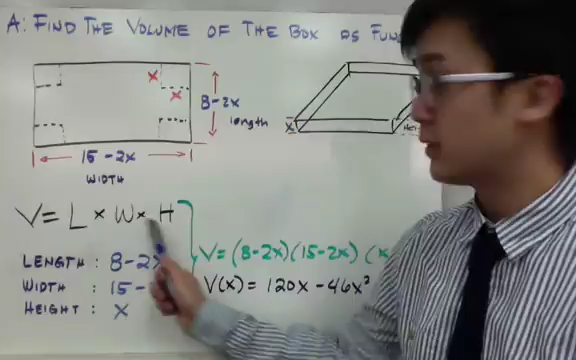 A: FIND THE VOLUME OF THE BOX AS
x
x
8-2x
length
15-2x
WIDTH
x
V= L × W × H
V=(8-2x)(15-2x)(x
LENGTH : 8-2x
V(x) = 120x - 46x²
WIDTH : 15-
HEIGHT : x